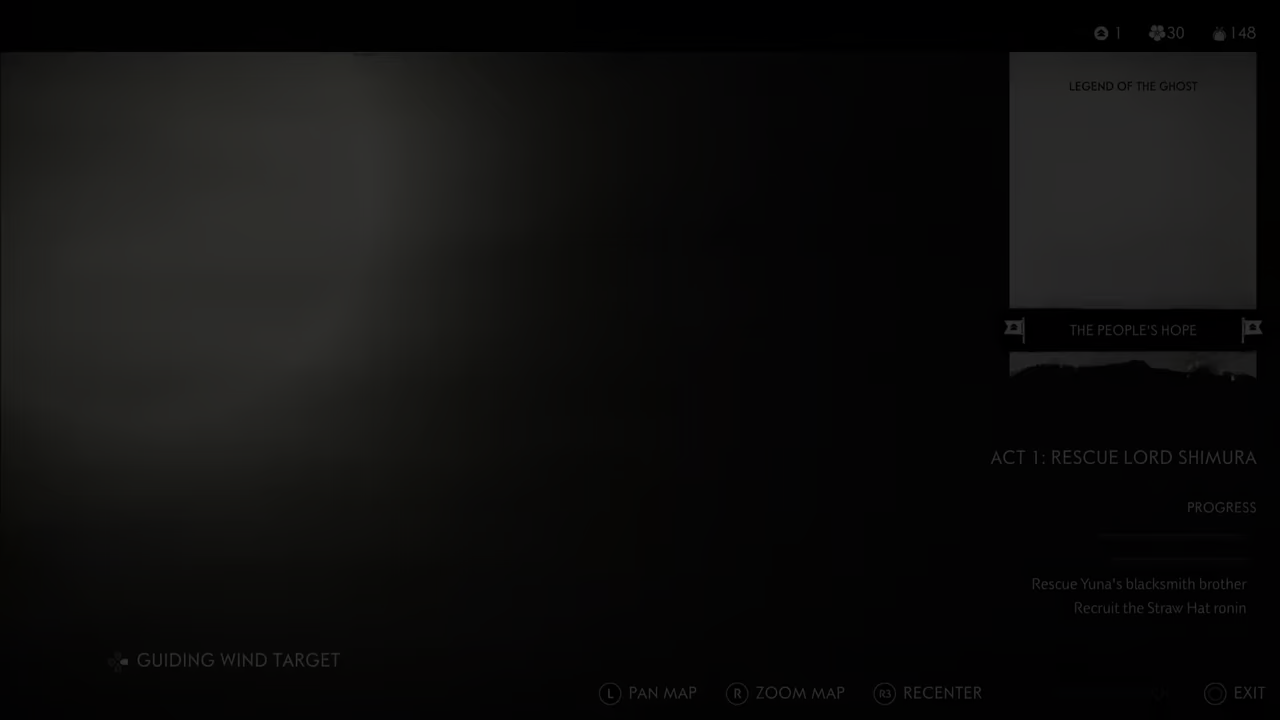 1 30 148
LEGEND OF THE GHOST
THE PEOPLE'S HOPE
ACT 1: RESCUE LORD SHIMURA
PROGRESS
Rescue Yuna's blacksmith brother
Recruit the Straw Hat ronin
GUIDING WIND TARGET
L PAN MAP R ZOOM MAP R3 RECENTER EXIT